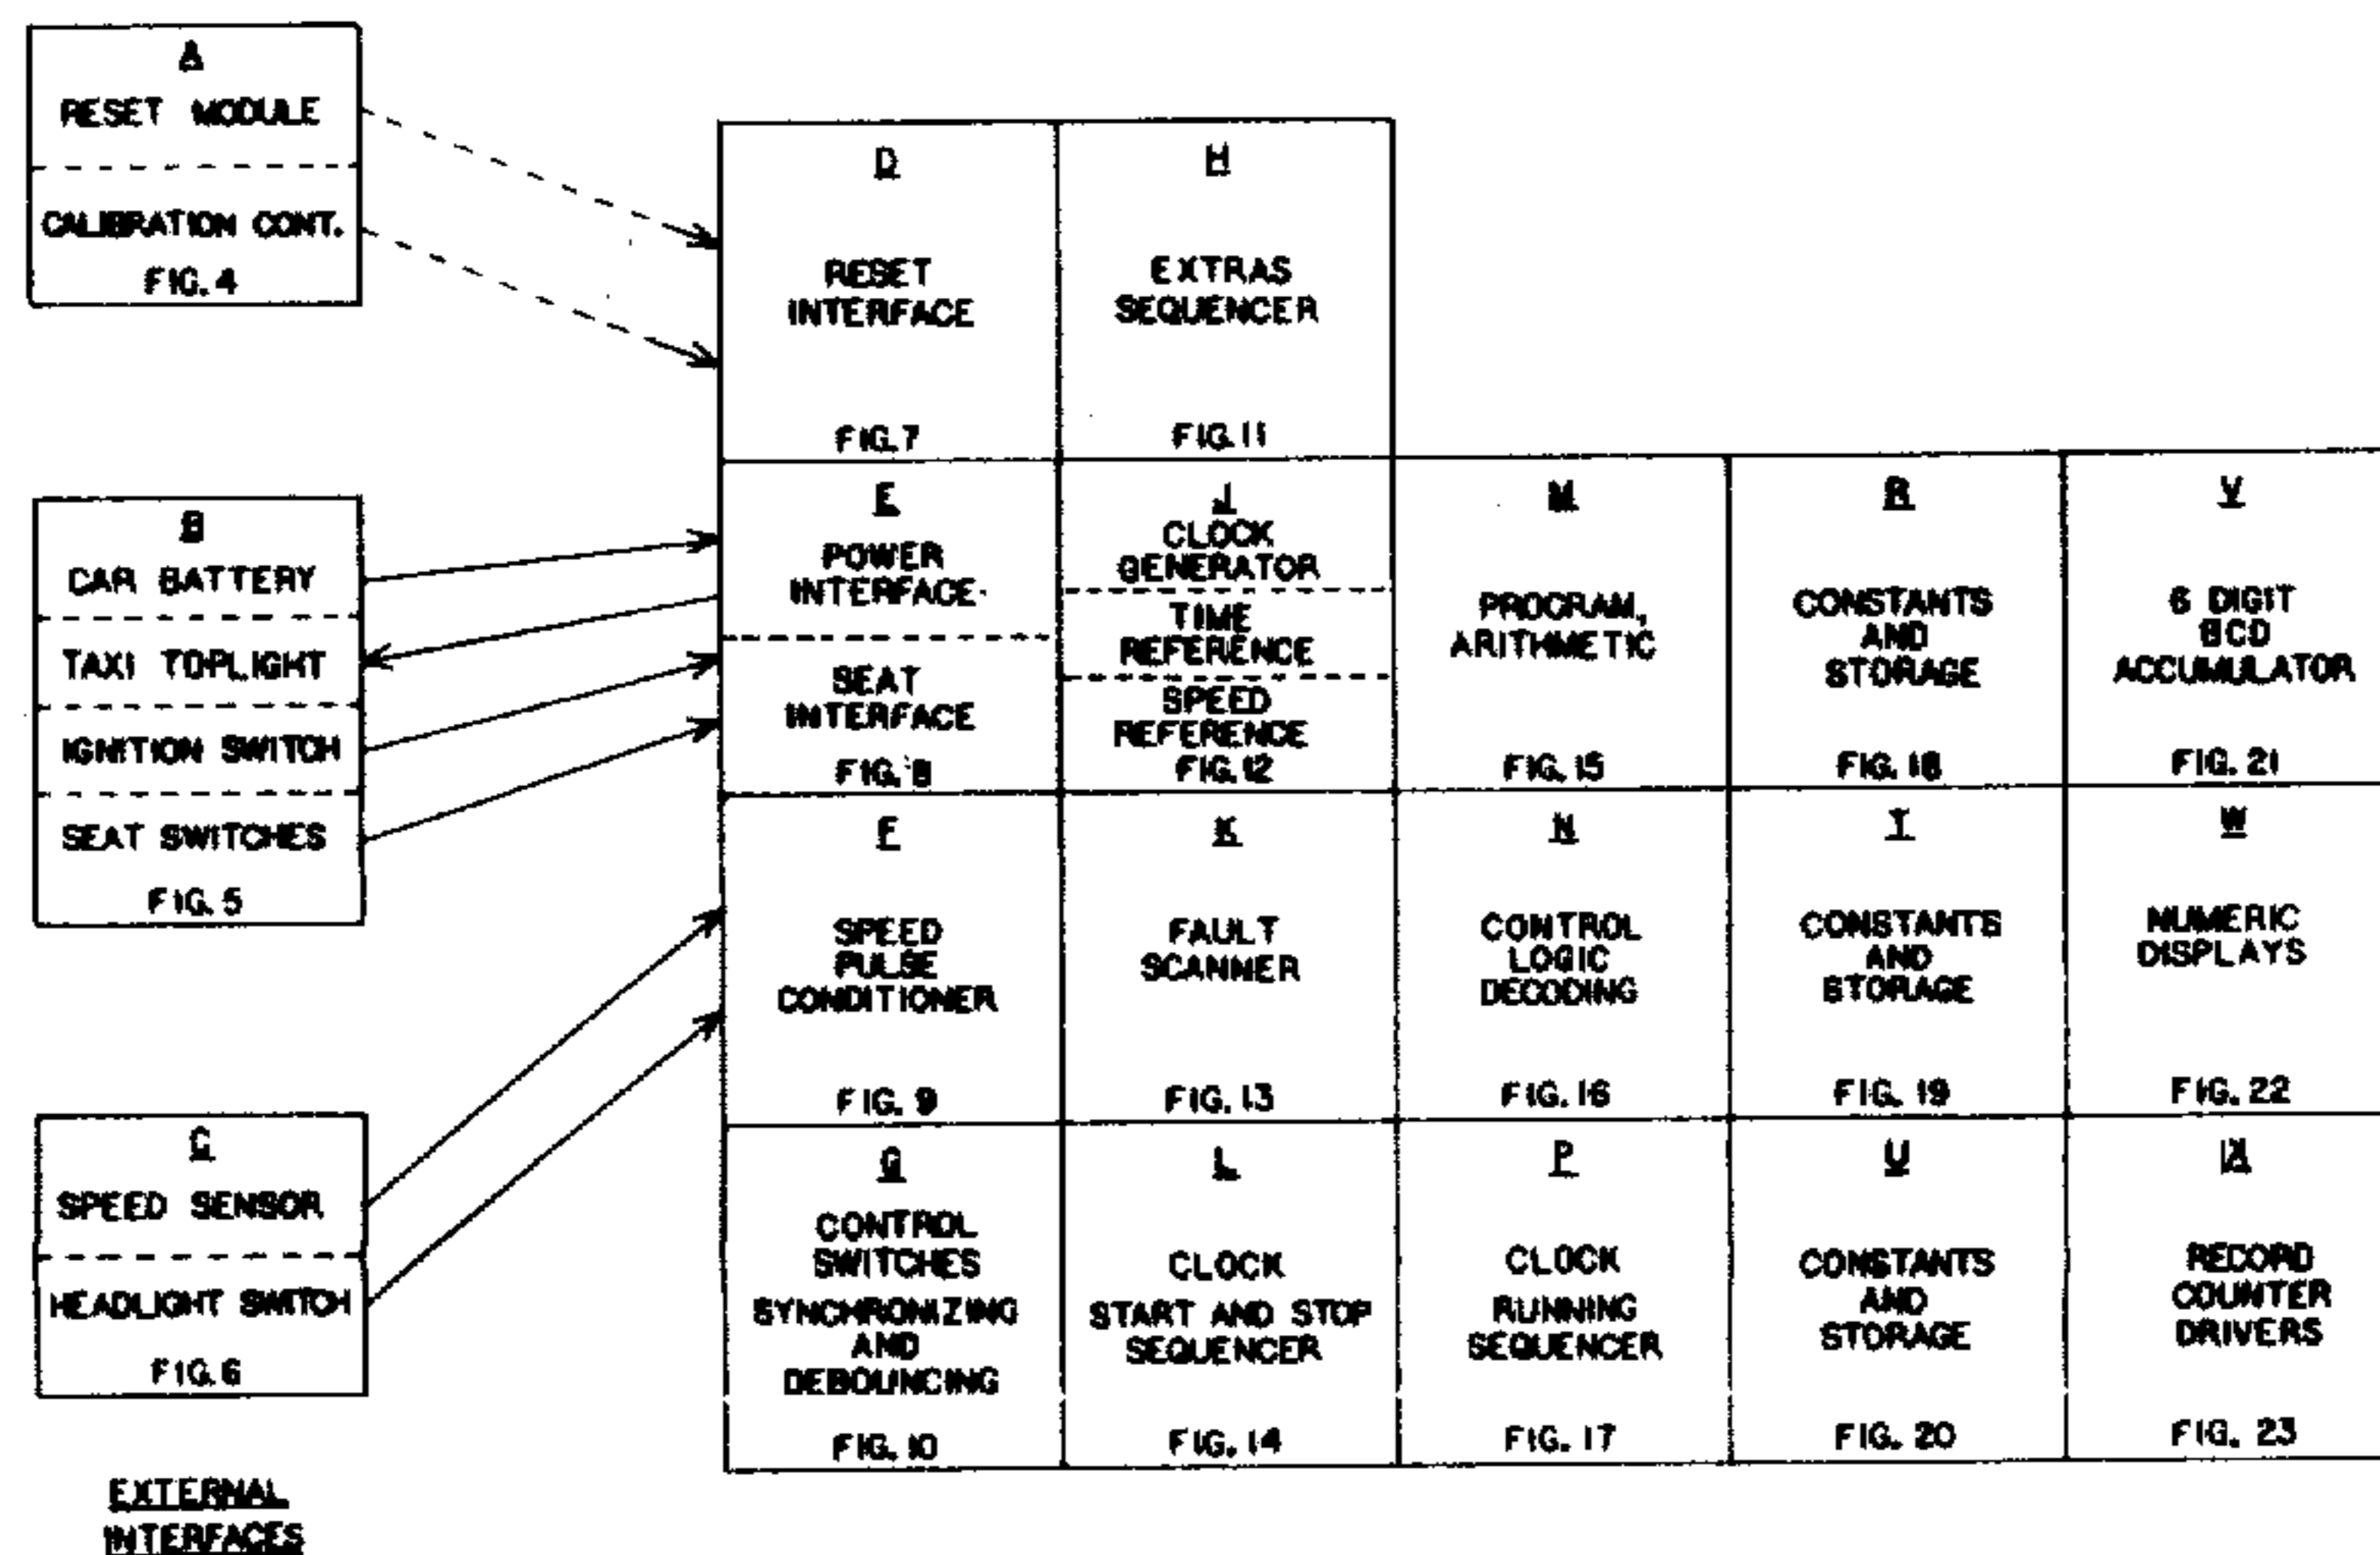 A
RESET MODULE
CALIBRATION CONT.
FIG. 4
B
CAR BATTERY
TAXI TOPLIGHT
IGNITION SWITCH
SEAT SWITCHES
FIG. 5
C
SPEED SENSOR
HEADLIGHT SWITCH
FIG. 6
EXTERNAL
INTERFACES
D
RESET
INTERFACE
FIG. 7
H
EXTRAS
SEQUENCER
FIG. 11
E
POWER
INTERFACE
SEAT
INTERFACE
FIG. 8
J
CLOCK
GENERATOR
TIME
REFERENCE
SPEED
REFERENCE
FIG. 12
M
PROGRAM,
ARITHMETIC
FIG. 15
R
CONSTANTS
AND
STORAGE
FIG. 18
V
6 DIGIT
BCD
ACCUMULATOR
FIG. 21
F
SPEED
PULSE
CONDITIONER
FIG. 9
K
FAULT
SCANNER
FIG. 13
N
CONTROL
LOGIC
DECODING
FIG. 16
T
CONSTANTS
AND
STORAGE
FIG. 19
W
NUMERIC
DISPLAYS
FIG. 22
G
CONTROL
SWITCHES
SYNCHRONIZING
AND
DEBOUNCING
FIG. 10
L
CLOCK
START AND STOP
SEQUENCER
FIG. 14
P
CLOCK
RUNNING
SEQUENCER
FIG. 17
U
CONSTANTS
AND
STORAGE
FIG. 20
X
RECORD
COUNTER
DRIVERS
FIG. 23